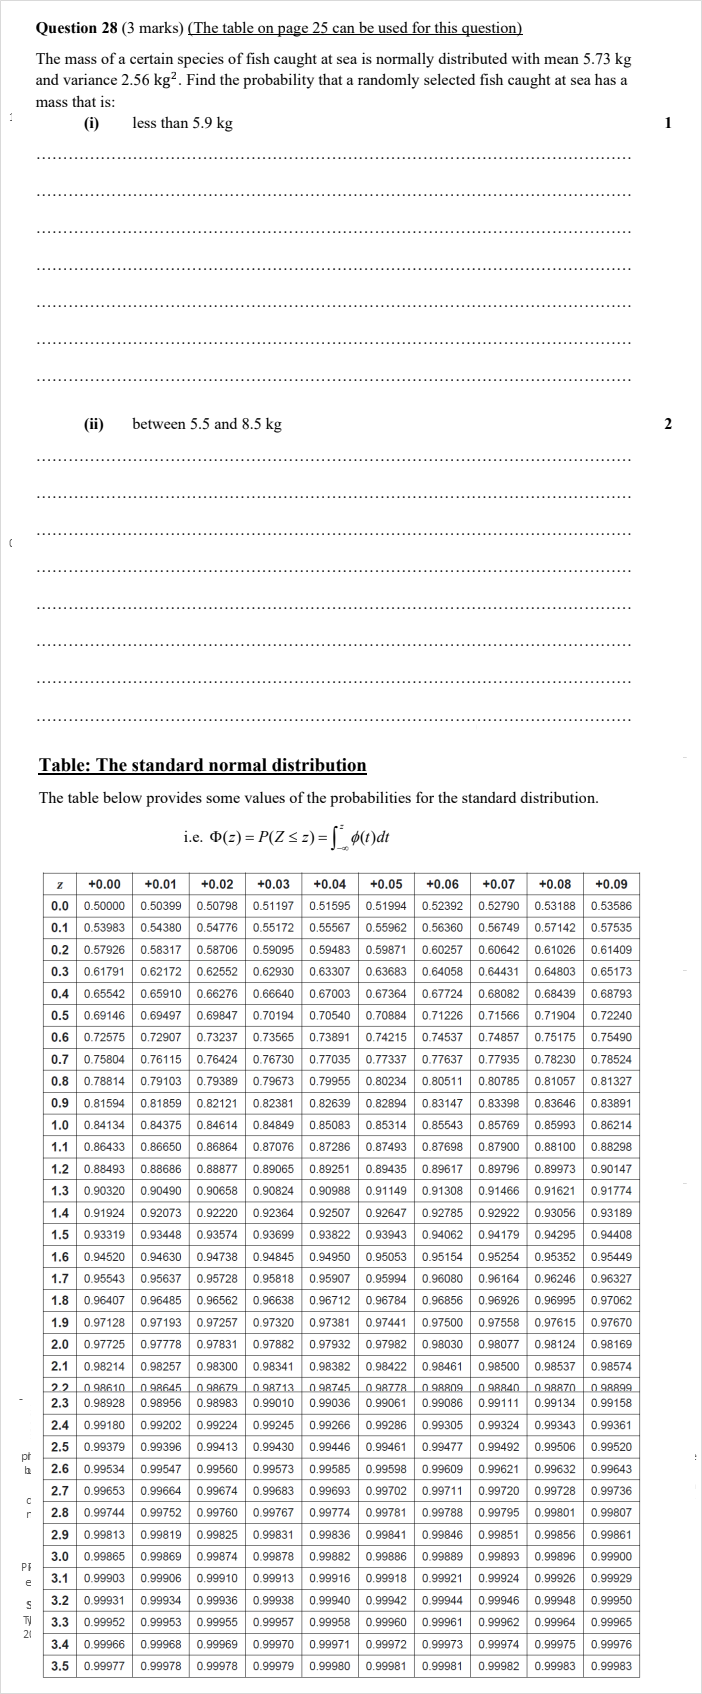 Question 28 (3 marks) (The table on page 25 can be used for this question)
The mass of a certain species of fish caught at sea is normally distributed with mean 5.73 kg
and variance 2.56 kg². Find the probability that a randomly selected fish caught at sea has a
mass that is:
(i) less than 5.9 kg 1
(ii) between 5.5 and 8.5 kg 2
Table: The standard normal distribution
The table below provides some values of the probabilities for the standard distribution.
i.e. Φ(z) = P(Z ≤ z) = ∫_{-∞}^{z} ϕ(t)dt
z +0.00 +0.01 +0.02 +0.03 +0.04 +0.05 +0.06 +0.07 +0.08 +0.09
0.0 0.50000 0.50399 0.50798 0.51197 0.51595 0.51994 0.52392 0.52790 0.53188 0.53586
0.1 0.53983 0.54380 0.54776 0.55172 0.55567 0.55962 0.56360 0.56749 0.57142 0.57535
0.2 0.57926 0.58317 0.58706 0.59095 0.59483 0.59871 0.60257 0.60642 0.61026 0.61409
0.3 0.61791 0.62172 0.62552 0.62930 0.63307 0.63683 0.64058 0.64431 0.64803 0.65173
0.4 0.65542 0.65910 0.66276 0.66640 0.67003 0.67364 0.67724 0.68082 0.68439 0.68793
0.5 0.69146 0.69497 0.69847 0.70194 0.70540 0.70884 0.71226 0.71566 0.71904 0.72240
0.6 0.72575 0.72907 0.73237 0.73565 0.73891 0.74215 0.74537 0.74857 0.75175 0.75490
0.7 0.75804 0.76115 0.76424 0.76730 0.77035 0.77337 0.77637 0.77935 0.78230 0.78524
0.8 0.78814 0.79103 0.79389 0.79673 0.79955 0.80234 0.80511 0.80785 0.81057 0.81327
0.9 0.81594 0.81859 0.82121 0.82381 0.82639 0.82894 0.83147 0.83398 0.83646 0.83891
1.0 0.84134 0.84375 0.84614 0.84849 0.85083 0.85314 0.85543 0.85769 0.85993 0.86214
1.1 0.86433 0.86650 0.86864 0.87076 0.87286 0.87493 0.87698 0.87900 0.88100 0.88298
1.2 0.88493 0.88686 0.88877 0.89065 0.89251 0.89435 0.89617 0.89796 0.89973 0.90147
1.3 0.90320 0.90490 0.90658 0.90824 0.90988 0.91149 0.91308 0.91466 0.91621 0.91774
1.4 0.91924 0.92073 0.92220 0.92364 0.92507 0.92647 0.92785 0.92922 0.93056 0.93189
1.5 0.93319 0.93448 0.93574 0.93699 0.93822 0.93943 0.94062 0.94179 0.94295 0.94408
1.6 0.94520 0.94630 0.94738 0.94845 0.94950 0.95053 0.95154 0.95254 0.95352 0.95449
1.7 0.95543 0.95637 0.95728 0.95818 0.95907 0.95994 0.96080 0.96164 0.96246 0.96327
1.8 0.96407 0.96485 0.96562 0.96638 0.96712 0.96784 0.96856 0.96926 0.96995 0.97062
1.9 0.97128 0.97193 0.97257 0.97320 0.97381 0.97441 0.97500 0.97558 0.97615 0.97670
2.0 0.97725 0.97778 0.97831 0.97882 0.97932 0.97982 0.98030 0.98077 0.98124 0.98169
2.1 0.98214 0.98257 0.98300 0.98341 0.98382 0.98422 0.98461 0.98500 0.98537 0.98574
2.2 0.98610 0.98645 0.98679 0.98713 0.98745 0.98778 0.98809 0.98840 0.98870 0.98899
2.3 0.98928 0.98956 0.98983 0.99010 0.99036 0.99061 0.99086 0.99111 0.99134 0.99158
2.4 0.99180 0.99202 0.99224 0.99245 0.99266 0.99286 0.99305 0.99324 0.99343 0.99361
2.5 0.99379 0.99396 0.99413 0.99430 0.99446 0.99461 0.99477 0.99492 0.99506 0.99520
2.6 0.99534 0.99547 0.99560 0.99573 0.99585 0.99598 0.99609 0.99621 0.99632 0.99643
2.7 0.99653 0.99664 0.99674 0.99683 0.99693 0.99702 0.99711 0.99720 0.99728 0.99736
2.8 0.99744 0.99752 0.99760 0.99767 0.99774 0.99781 0.99788 0.99795 0.99801 0.99807
2.9 0.99813 0.99819 0.99825 0.99831 0.99836 0.99841 0.99846 0.99851 0.99856 0.99861
3.0 0.99865 0.99869 0.99874 0.99878 0.99882 0.99886 0.99889 0.99893 0.99896 0.99900
3.1 0.99903 0.99906 0.99910 0.99913 0.99916 0.99918 0.99921 0.99924 0.99926 0.99929
3.2 0.99931 0.99934 0.99936 0.99938 0.99940 0.99942 0.99944 0.99946 0.99948 0.99950
3.3 0.99952 0.99953 0.99955 0.99957 0.99958 0.99960 0.99961 0.99962 0.99964 0.99965
3.4 0.99966 0.99968 0.99969 0.99970 0.99971 0.99972 0.99973 0.99974 0.99975 0.99976
3.5 0.99977 0.99978 0.99978 0.99979 0.99980 0.99981 0.99981 0.99982 0.99983 0.99983